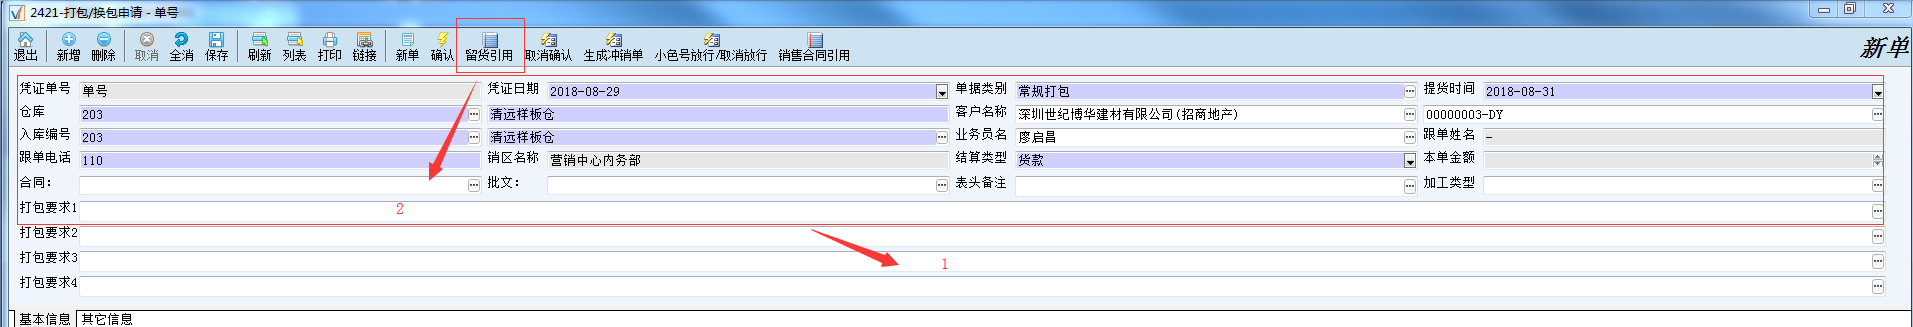 2421-打包/换包申请 - 单号
退出 新增 删除 取消 全消 保存 刷新 列表 打印 链接 新单 确认 留货引用 取消确认 生成冲销单 小色号放行/取消放行 销售合同引用 新单
凭证单号 单号 凭证日期 2018-08-29 单据类别 常规打包 提货时间 2018-08-31
仓库 203 清远样板仓 客户名称 深圳世纪博华建材有限公司(招商地产) 00000003-DY
入库编号 203 清远样板仓 业务员名 廖启昌 跟单姓名 -
跟单电话 110 销区名称 营销中心内务部 结算类型 货款 本单金额
合同: 批文: 表头备注 加工类型
打包要求1 2
打包要求2
打包要求3 1
打包要求4
基本信息 其它信息